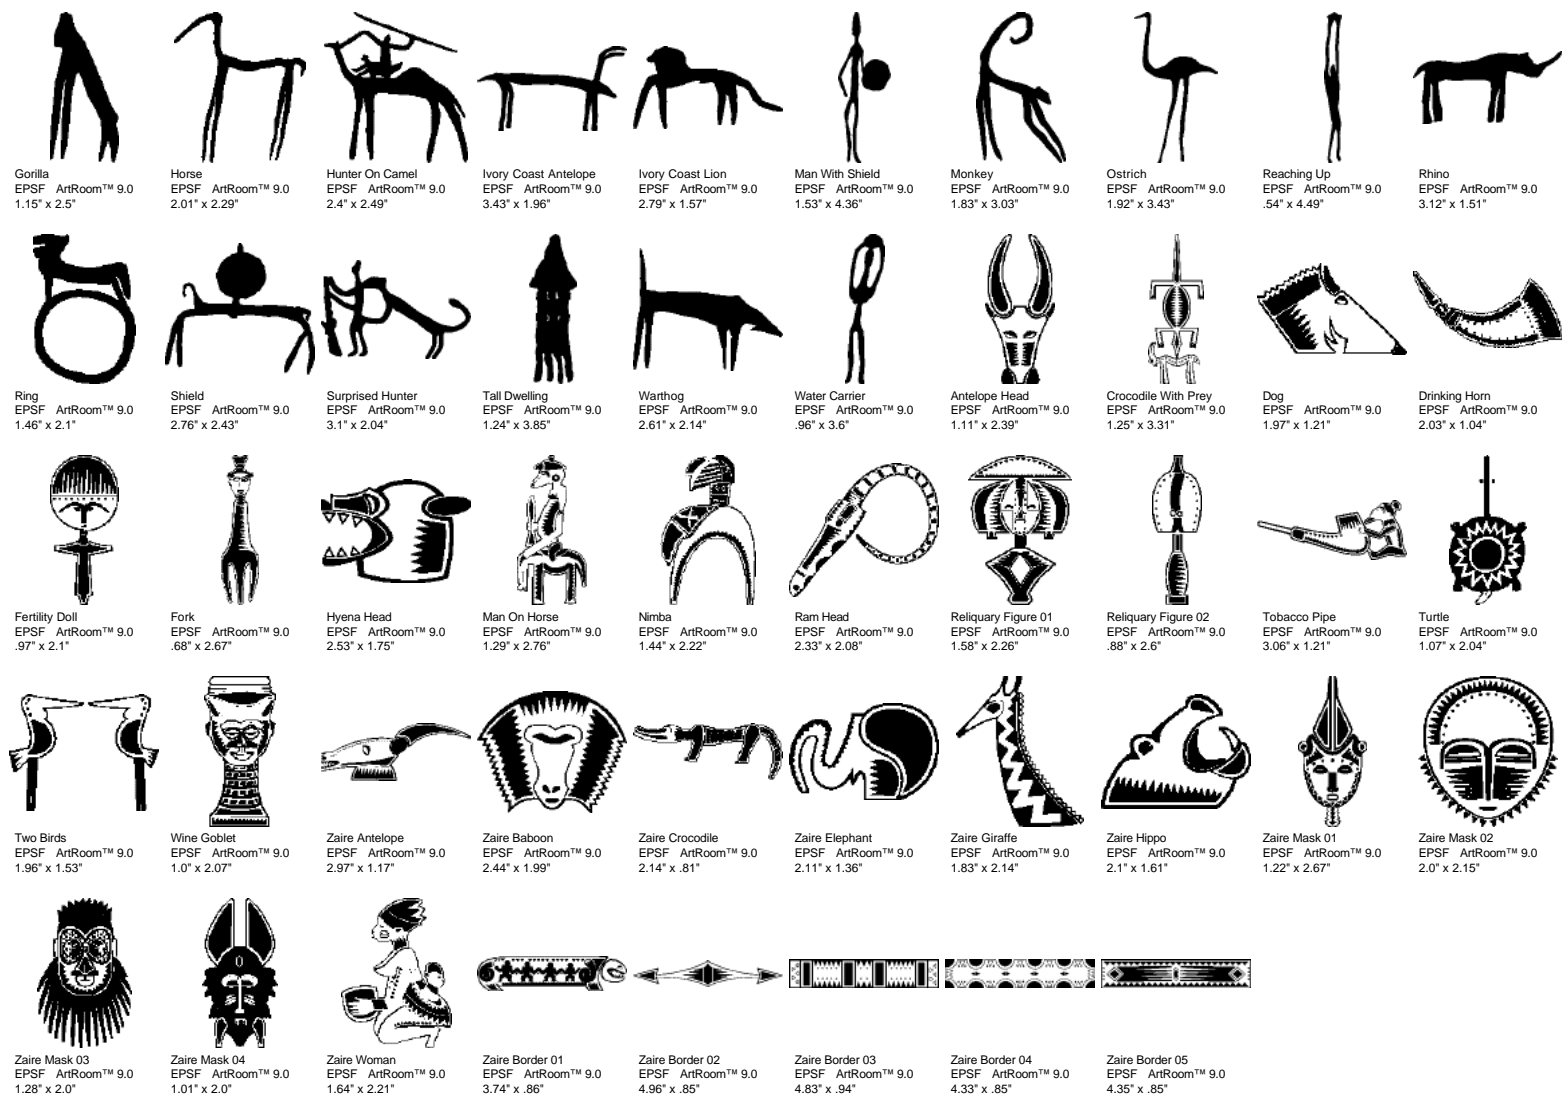 Gorilla
EPSF ArtRoom™ 9.0
1.15" x 2.5"
Horse
EPSF ArtRoom™ 9.0
2.01" x 2.29"
Hunter On Camel
EPSF ArtRoom™ 9.0
2.4" x 2.49"
Ivory Coast Antelope
EPSF ArtRoom™ 9.0
3.43" x 1.96"
Ivory Coast Lion
EPSF ArtRoom™ 9.0
2.79" x 1.57"
Man With Shield
EPSF ArtRoom™ 9.0
1.53" x 4.36"
Monkey
EPSF ArtRoom™ 9.0
1.83" x 3.03"
Ostrich
EPSF ArtRoom™ 9.0
1.92" x 3.43"
Reaching Up
EPSF ArtRoom™ 9.0
.54" x 4.49"
Rhino
EPSF ArtRoom™ 9.0
3.12" x 1.51"
Ring
EPSF ArtRoom™ 9.0
1.46" x 2.1"
Shield
EPSF ArtRoom™ 9.0
2.76" x 2.43"
Surprised Hunter
EPSF ArtRoom™ 9.0
3.1" x 2.04"
Tall Dwelling
EPSF ArtRoom™ 9.0
1.24" x 3.85"
Warthog
EPSF ArtRoom™ 9.0
2.61" x 2.14"
Water Carrier
EPSF ArtRoom™ 9.0
.96" x 3.6"
Antelope Head
EPSF ArtRoom™ 9.0
1.11" x 2.39"
Crocodile With Prey
EPSF ArtRoom™ 9.0
1.25" x 3.31"
Dog
EPSF ArtRoom™ 9.0
1.97" x 1.21"
Drinking Horn
EPSF ArtRoom™ 9.0
2.03" x 1.04"
Fertility Doll
EPSF ArtRoom™ 9.0
.97" x 2.1"
Fork
EPSF ArtRoom™ 9.0
.68" x 2.67"
Hyena Head
EPSF ArtRoom™ 9.0
2.53" x 1.75"
Man On Horse
EPSF ArtRoom™ 9.0
1.29" x 2.76"
Nimba
EPSF ArtRoom™ 9.0
1.44" x 2.22"
Ram Head
EPSF ArtRoom™ 9.0
2.33" x 2.08"
Reliquary Figure 01
EPSF ArtRoom™ 9.0
1.58" x 2.26"
Reliquary Figure 02
EPSF ArtRoom™ 9.0
.88" x 2.6"
Tobacco Pipe
EPSF ArtRoom™ 9.0
3.06" x 1.21"
Turtle
EPSF ArtRoom™ 9.0
1.07" x 2.04"
Two Birds
EPSF ArtRoom™ 9.0
1.96" x 1.53"
Wine Goblet
EPSF ArtRoom™ 9.0
1.0" x 2.07"
Zaire Antelope
EPSF ArtRoom™ 9.0
2.97" x 1.17"
Zaire Baboon
EPSF ArtRoom™ 9.0
2.44" x 1.99"
Zaire Crocodile
EPSF ArtRoom™ 9.0
2.14" x .81"
Zaire Elephant
EPSF ArtRoom™ 9.0
2.11" x 1.36"
Zaire Giraffe
EPSF ArtRoom™ 9.0
1.83" x 2.14"
Zaire Hippo
EPSF ArtRoom™ 9.0
2.1" x 1.61"
Zaire Mask 01
EPSF ArtRoom™ 9.0
1.22" x 2.67"
Zaire Mask 02
EPSF ArtRoom™ 9.0
2.0" x 2.15"
Zaire Mask 03
EPSF ArtRoom™ 9.0
1.28" x 2.0"
Zaire Mask 04
EPSF ArtRoom™ 9.0
1.01" x 2.0"
Zaire Woman
EPSF ArtRoom™ 9.0
1.64" x 2.21"
Zaire Border 01
EPSF ArtRoom™ 9.0
3.74" x .86"
Zaire Border 02
EPSF ArtRoom™ 9.0
4.96" x .85"
Zaire Border 03
EPSF ArtRoom™ 9.0
4.83" x .94"
Zaire Border 04
EPSF ArtRoom™ 9.0
4.33" x .85"
Zaire Border 05
EPSF ArtRoom™ 9.0
4.35" x .85"